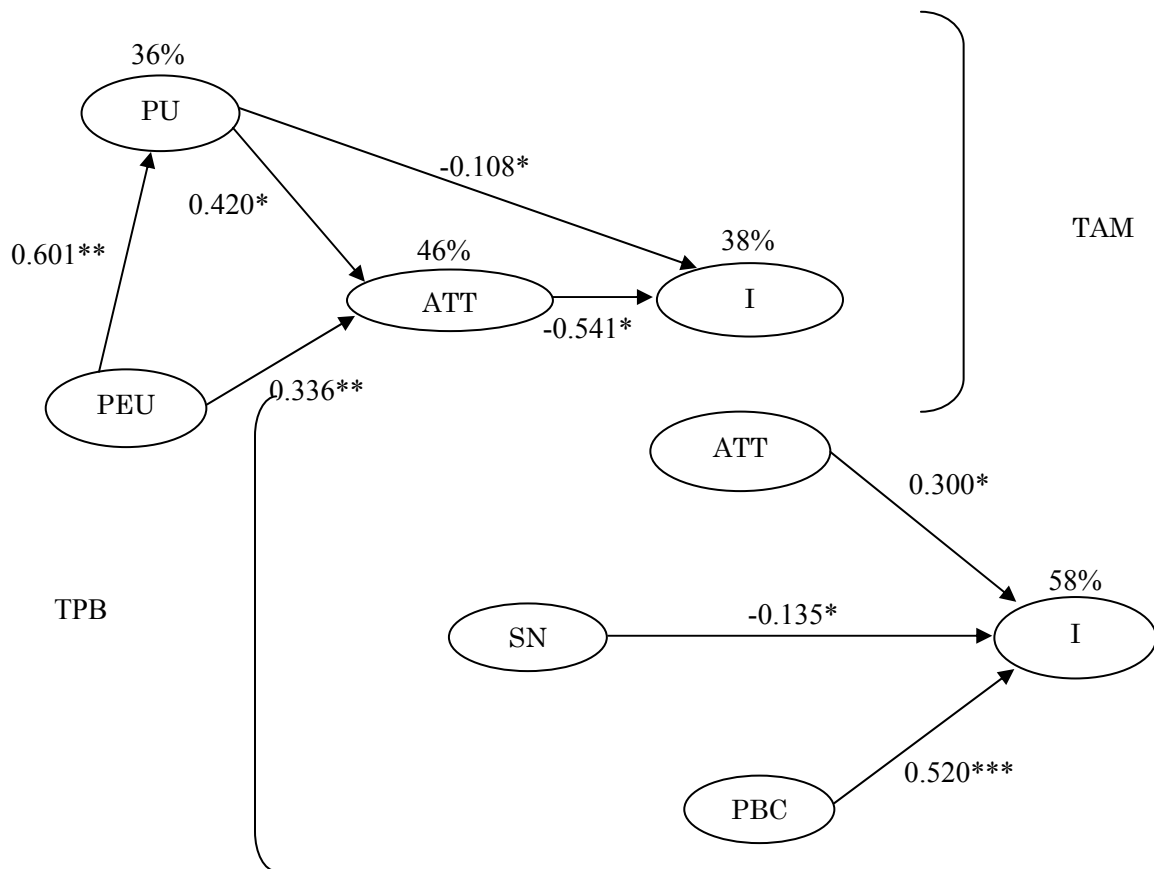 36%
PU
-0.108*
0.420*
TAM
0.601**
46%
38%
ATT
I
-0.541*
PEU
0.336**
ATT
0.300*
58%
TPB
-0.135*
SN
I
0.520***
PBC